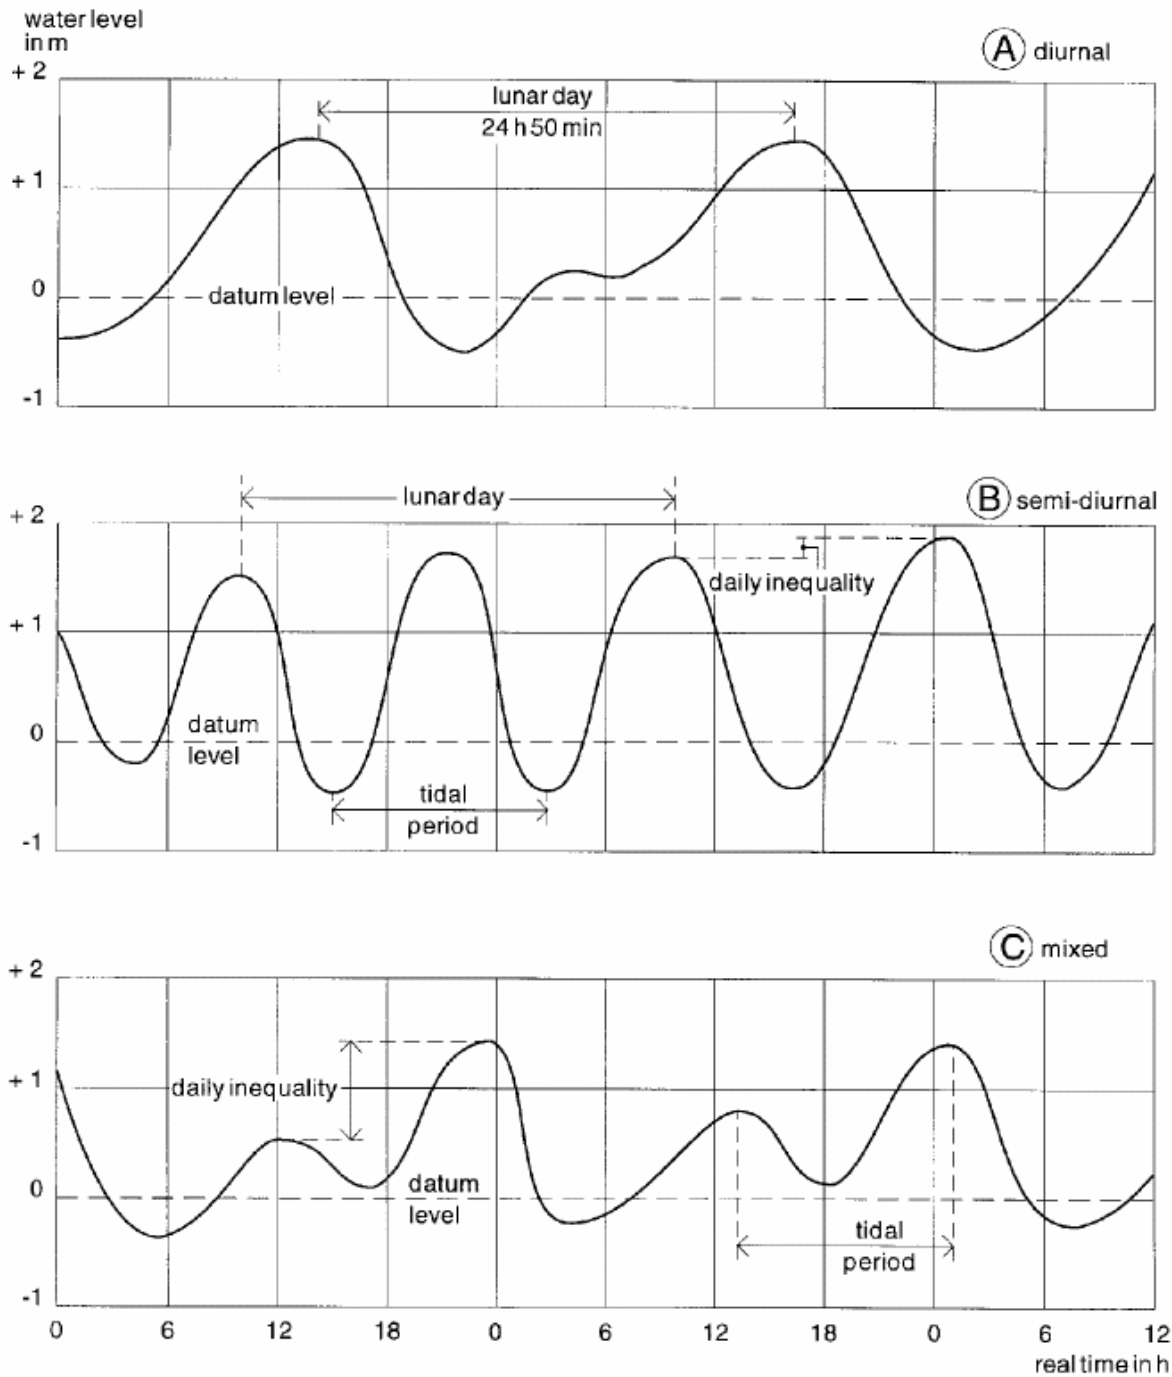 water level
in m
A diurnal
+ 2
lunar day
24 h 50 min
+ 1
0
datum level
-1
lunar day
B semi-diurnal
+ 2
daily inequality
+ 1
datum
level
0
tidal
period
-1
C mixed
+ 2
daily inequality
+ 1
datum
level
0
tidal
period
-1
0 6 12 18 0 6 12 18 0 6 12
real time in h